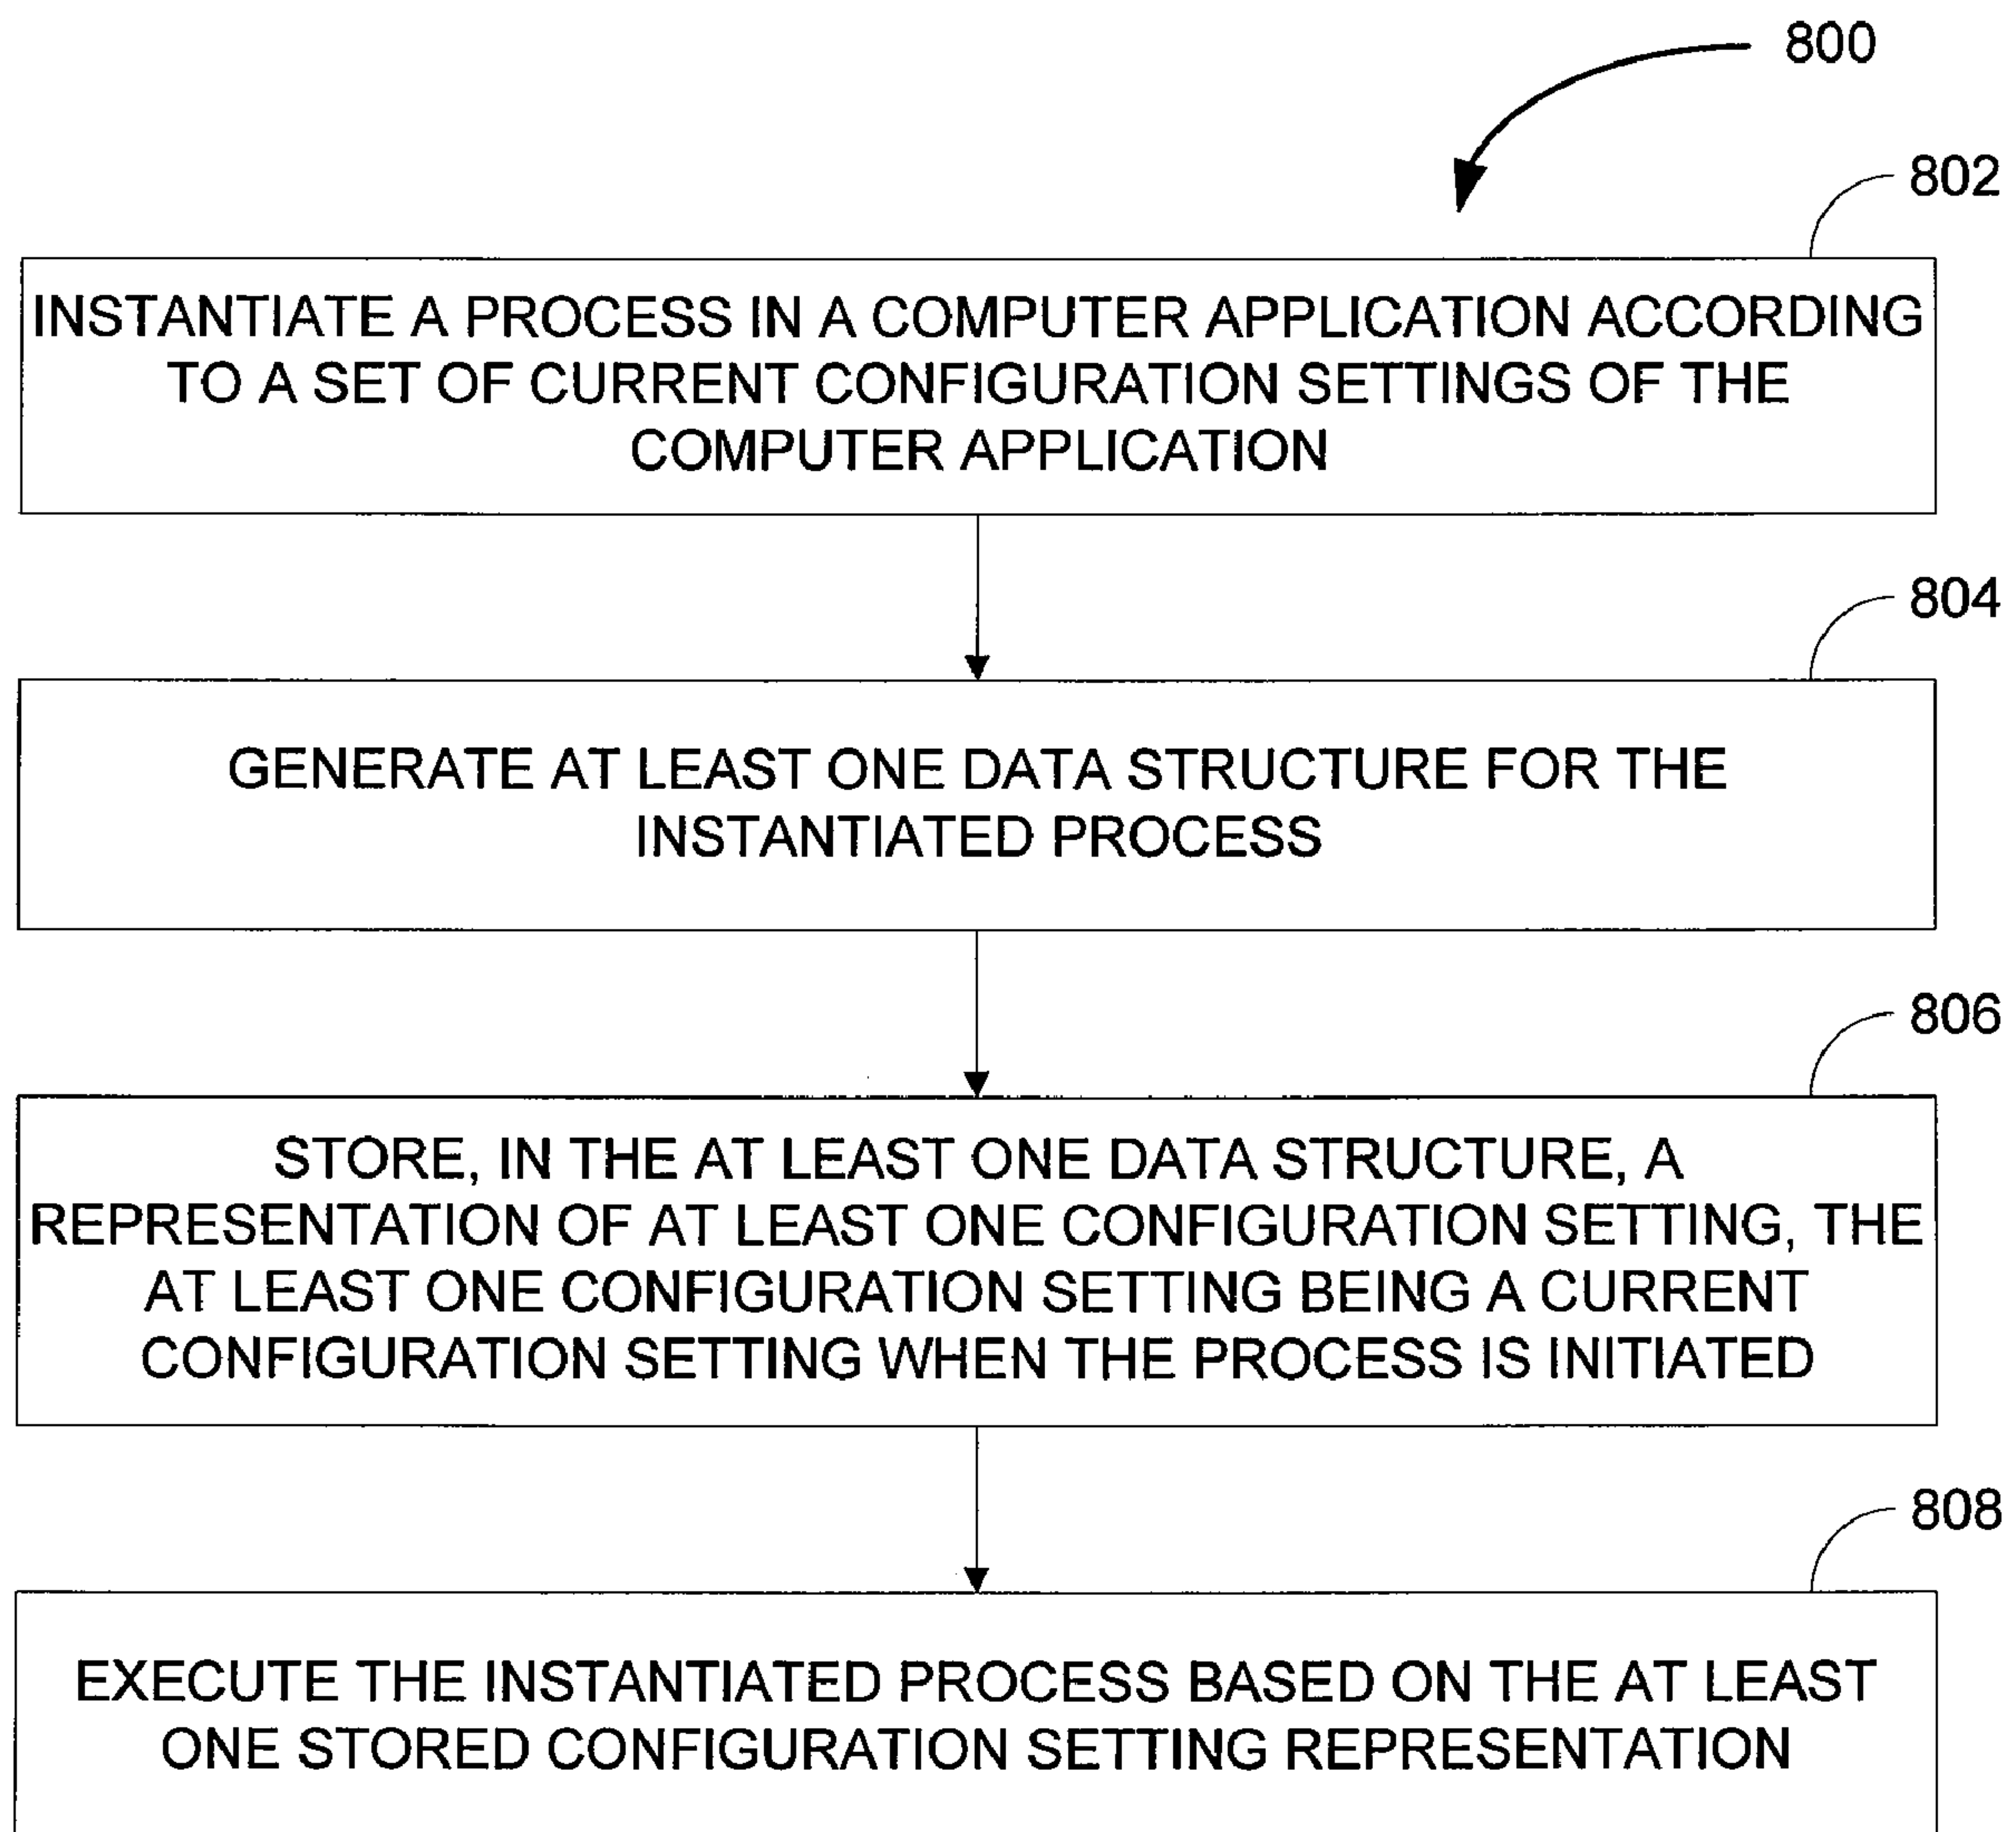 800
802
INSTANTIATE A PROCESS IN A COMPUTER APPLICATION ACCORDING
TO A SET OF CURRENT CONFIGURATION SETTINGS OF THE
COMPUTER APPLICATION
804
GENERATE AT LEAST ONE DATA STRUCTURE FOR THE
INSTANTIATED PROCESS
806
STORE, IN THE AT LEAST ONE DATA STRUCTURE, A
REPRESENTATION OF AT LEAST ONE CONFIGURATION SETTING, THE
AT LEAST ONE CONFIGURATION SETTING BEING A CURRENT
CONFIGURATION SETTING WHEN THE PROCESS IS INITIATED
808
EXECUTE THE INSTANTIATED PROCESS BASED ON THE AT LEAST
ONE STORED CONFIGURATION SETTING REPRESENTATION